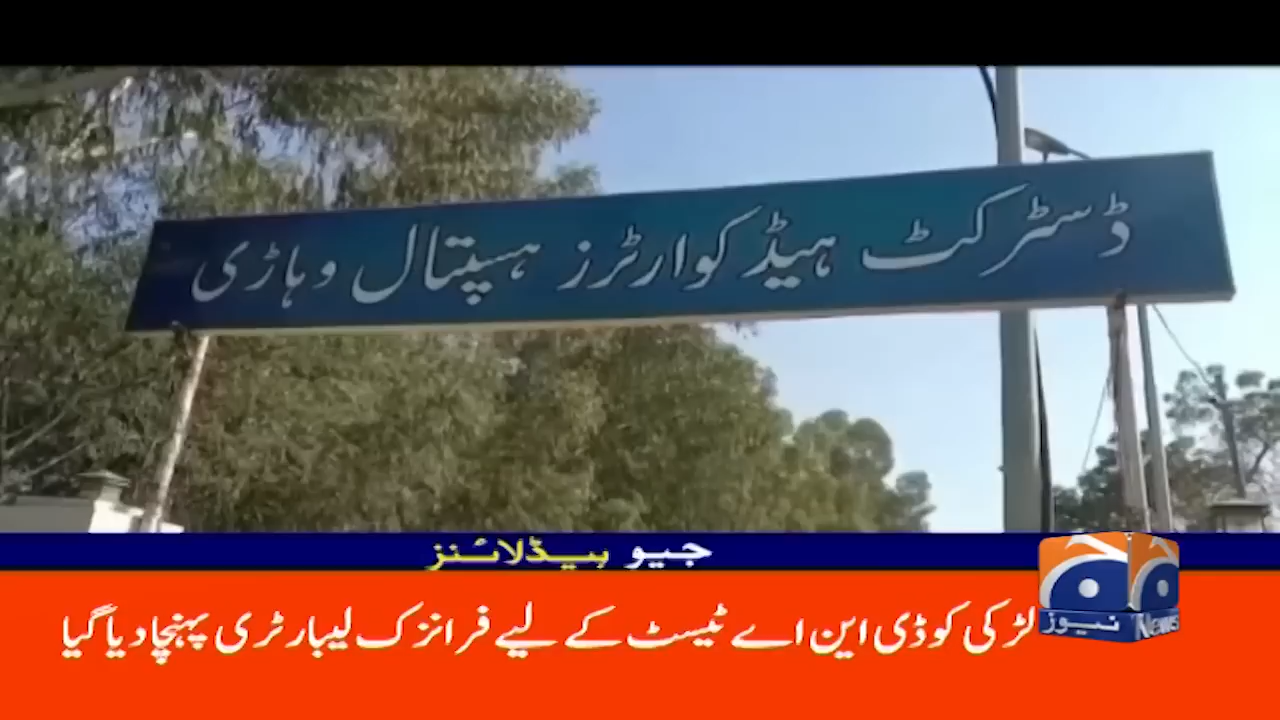 ڈسٹرکٹ ہیڈ کوارٹرز ہسپتال وہاڑی
جیو ہیڈلائنز
لڑکی کو ڈی این اے ٹیسٹ کے لیے فرانزک لیبارٹری پہنچا دیا گیا
جیو نیوز News